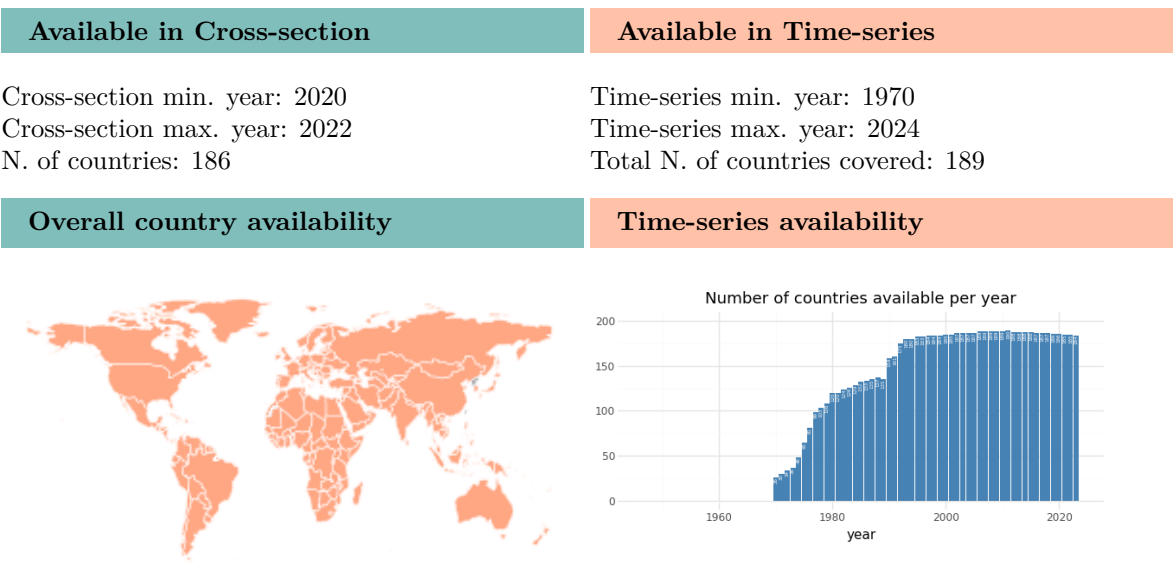 Available in Cross-section
Available in Time-series
Cross-section min. year: 2020
Cross-section max. year: 2022
N. of countries: 186
Time-series min. year: 1970
Time-series max. year: 2024
Total N. of countries covered: 189
Overall country availability
Time-series availability
Number of countries available per year
200
150
100
50
0
1960
1980
2000
2020
year